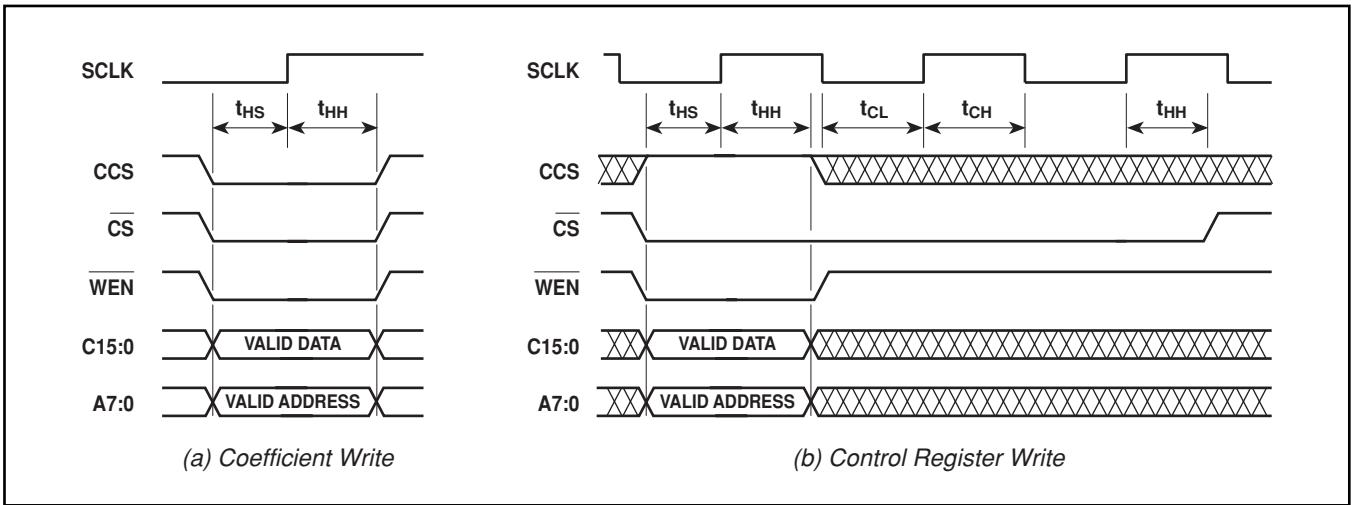 SCLK
tHS
tHH
CCS
CS
WEN
C15:0
VALID DATA
A7:0
VALID ADDRESS
(a) Coefficient Write
SCLK
tHS
tHH
tCL
tCH
tHH
CCS
CS
WEN
C15:0
VALID DATA
A7:0
VALID ADDRESS
(b) Control Register Write